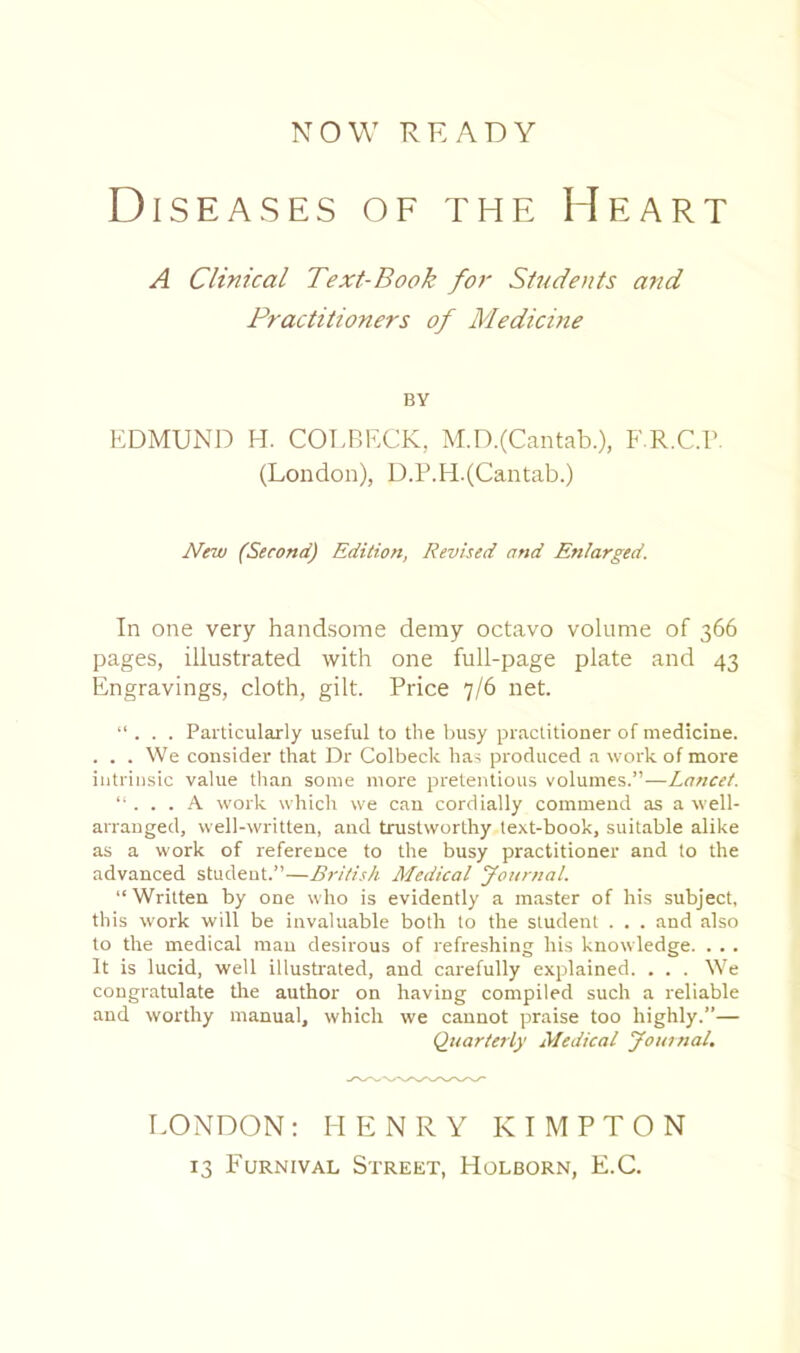 NOW READY
DISEASES OF THE HEART
A Clinical Text-Book for Students and
Practitioners of Medicine
BY
EDMUND H. COLBECK, M.D.(Cantab.), F.R.C.P.
(London), D.P.H.(Cantab.)
New (Second) Edition, Revised and Enlarged.
In one very handsome demy octavo volume of 366
pages, illustrated with one full-page plate and 43
Engravings, cloth, gilt. Price 7/6 net.
“ . . . Particularly useful to the busy practitioner of medicine.
. . . We consider that Dr Colbeck has produced a work of more
intrinsic value than some more pretentious volumes.”—Lancet.
“ . . . A work which we can cordially commend as a well-
arranged, well-written, and trustworthy text-book, suitable alike
as a work of reference to the busy practitioner and to the
advanced student.”—British Medical Journal.
“Written by one who is evidently a master of his subject,
this work will be invaluable both to the student . . . and also
to the medical man desirous of refreshing his knowledge. . . .
It is lucid, well illustrated, and carefully explained. . . . We
congratulate the author on having compiled such a reliable
and worthy manual, which we cannot praise too highly.”—
Quarterly Medical Journal.
LONDON: HENRY KIMPTON
13 FURNIVAL STREET, HOLBORN, E.C.